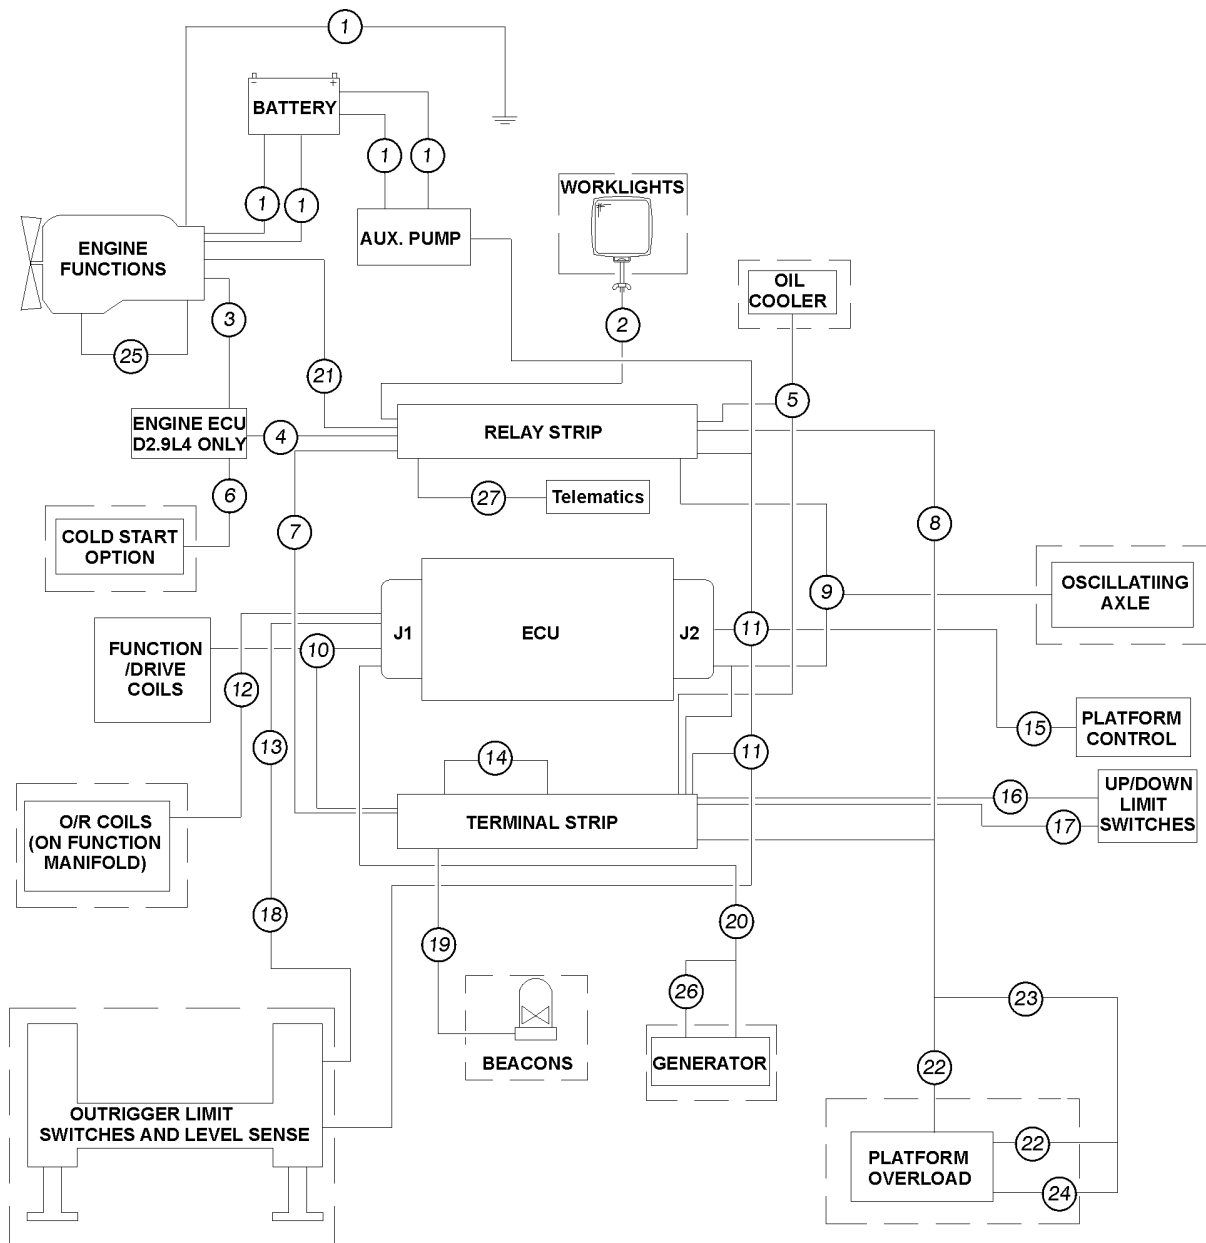 1
- +
BATTERY
1
1
WORKLIGHTS
1
1
AUX. PUMP
ENGINE
FUNCTIONS
OIL
COOLER
3
2
25
21
5
ENGINE ECU
D2.9L4 ONLY
4
RELAY STRIP
6
27
Telematics
7
8
COLD START
OPTION
9
OSCILLATIING
AXLE
J1
ECU
J2
11
FUNCTION
/DRIVE
COILS
10
12
13
15
PLATFORM
CONTROL
14
11
16
UP/DOWN
LIMIT
SWITCHES
17
O/R COILS
(ON FUNCTION
MANIFOLD)
TERMINAL STRIP
18
20
19
26
23
BEACONS
GENERATOR
22
OUTRIGGER LIMIT
SWITCHES AND LEVEL SENSE
22
PLATFORM
OVERLOAD
24